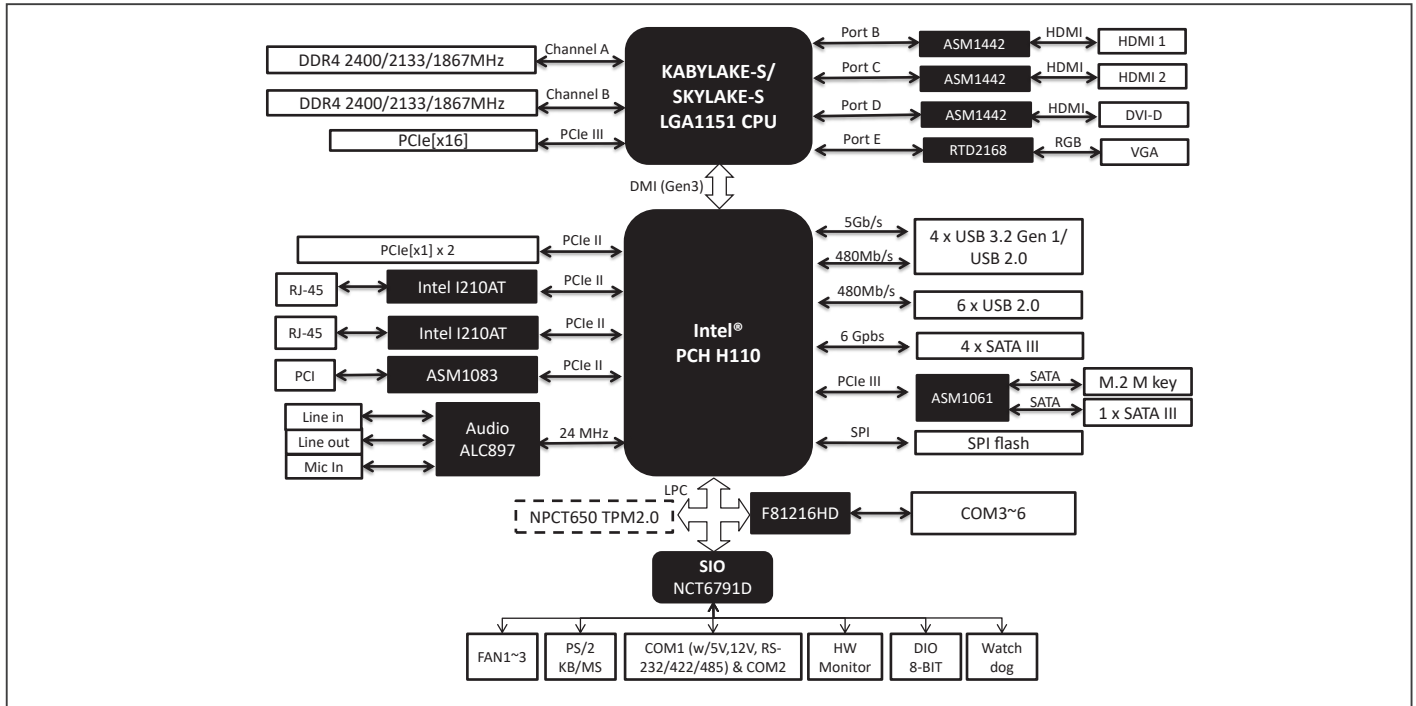 DDR4 2400/2133/1867MHz
Channel A
DDR4 2400/2133/1867MHz
Channel B
PCIe[x16]
PCIe III
KABYLAKE-S/
SKYLAKE-S
LGA1151 CPU
Port B
ASM1442
HDMI
HDMI 1
Port C
ASM1442
HDMI
HDMI 2
Port D
ASM1442
HDMI
DVI-D
Port E
RTD2168
RGB
VGA
DMI (Gen3)
PCIe[x1] x 2
PCIe II
RJ-45
Intel I210AT
PCIe II
RJ-45
Intel I210AT
PCIe II
PCI
ASM1083
PCIe II
Line in
Line out
Mic In
Audio
ALC897
24 MHz
Intel®
PCH H110
5Gb/s
480Mb/s
4 x USB 3.2 Gen 1/
USB 2.0
480Mb/s
6 x USB 2.0
6 Gpbs
4 x SATA III
PCIe III
ASM1061
SATA
M.2 M key
SATA
1 x SATA III
SPI
SPI flash
LPC
NPCT650 TPM2.0
F81216HD
COM3~6
SIO
NCT6791D
FAN1~3
PS/2
KB/MS
COM1 (w/5V,12V, RS-
232/422/485) & COM2
HW
Monitor
DIO
8-BIT
Watch
dog